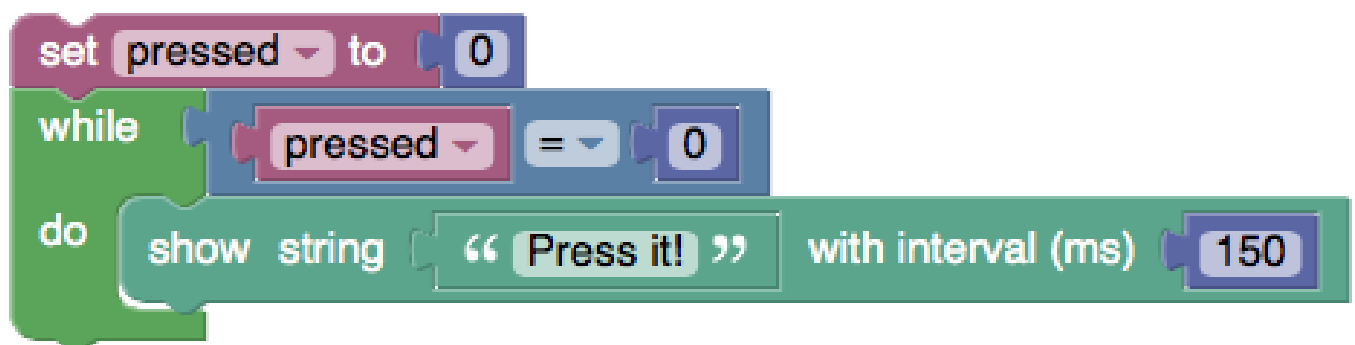 set pressed to 0
while pressed = 0
do show string “ Press it! ” with interval (ms) 150